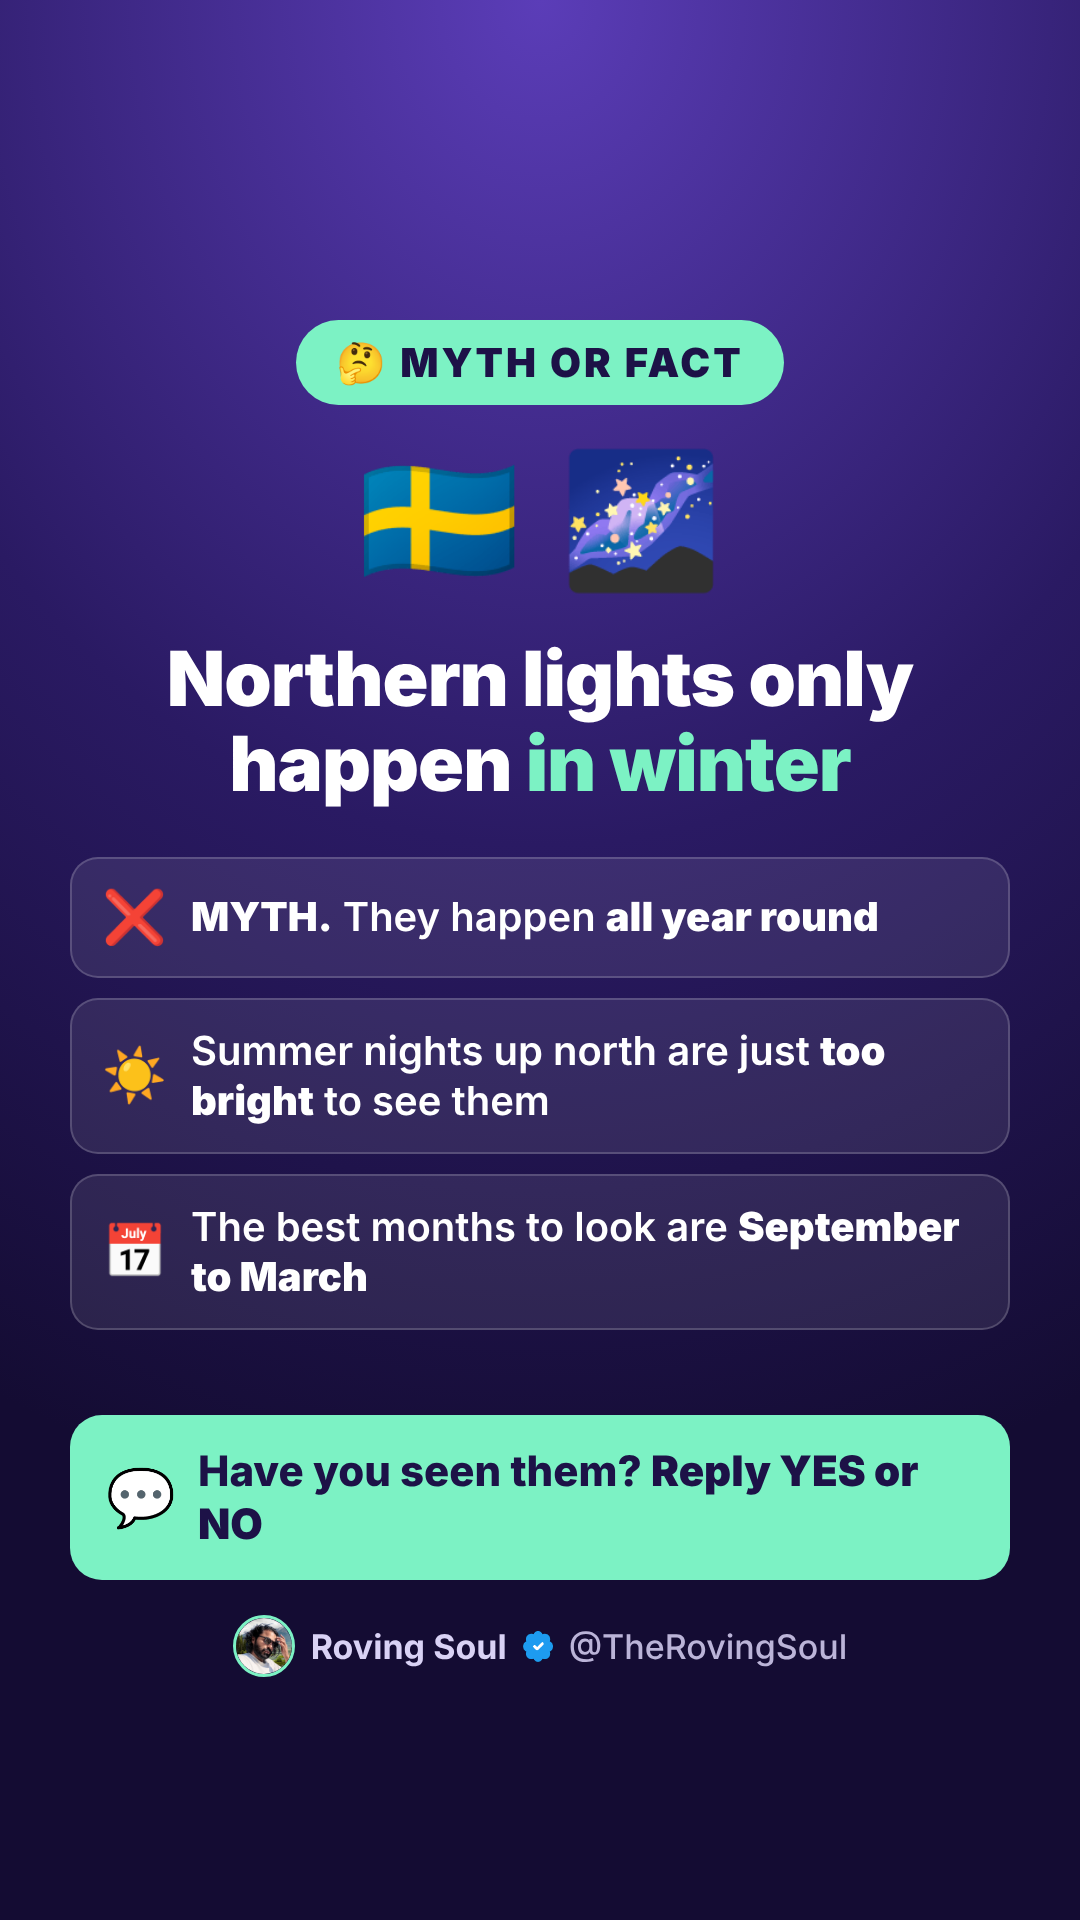 🤔 MYTH OR FACT
Northern lights only
happen in winter
❌ MYTH. They happen all year round
☀️ Summer nights up north are just too
bright to see them
July
17
The best months to look are September
to March
💬 Have you seen them? Reply YES or
NO
Roving Soul @TheRovingSoul